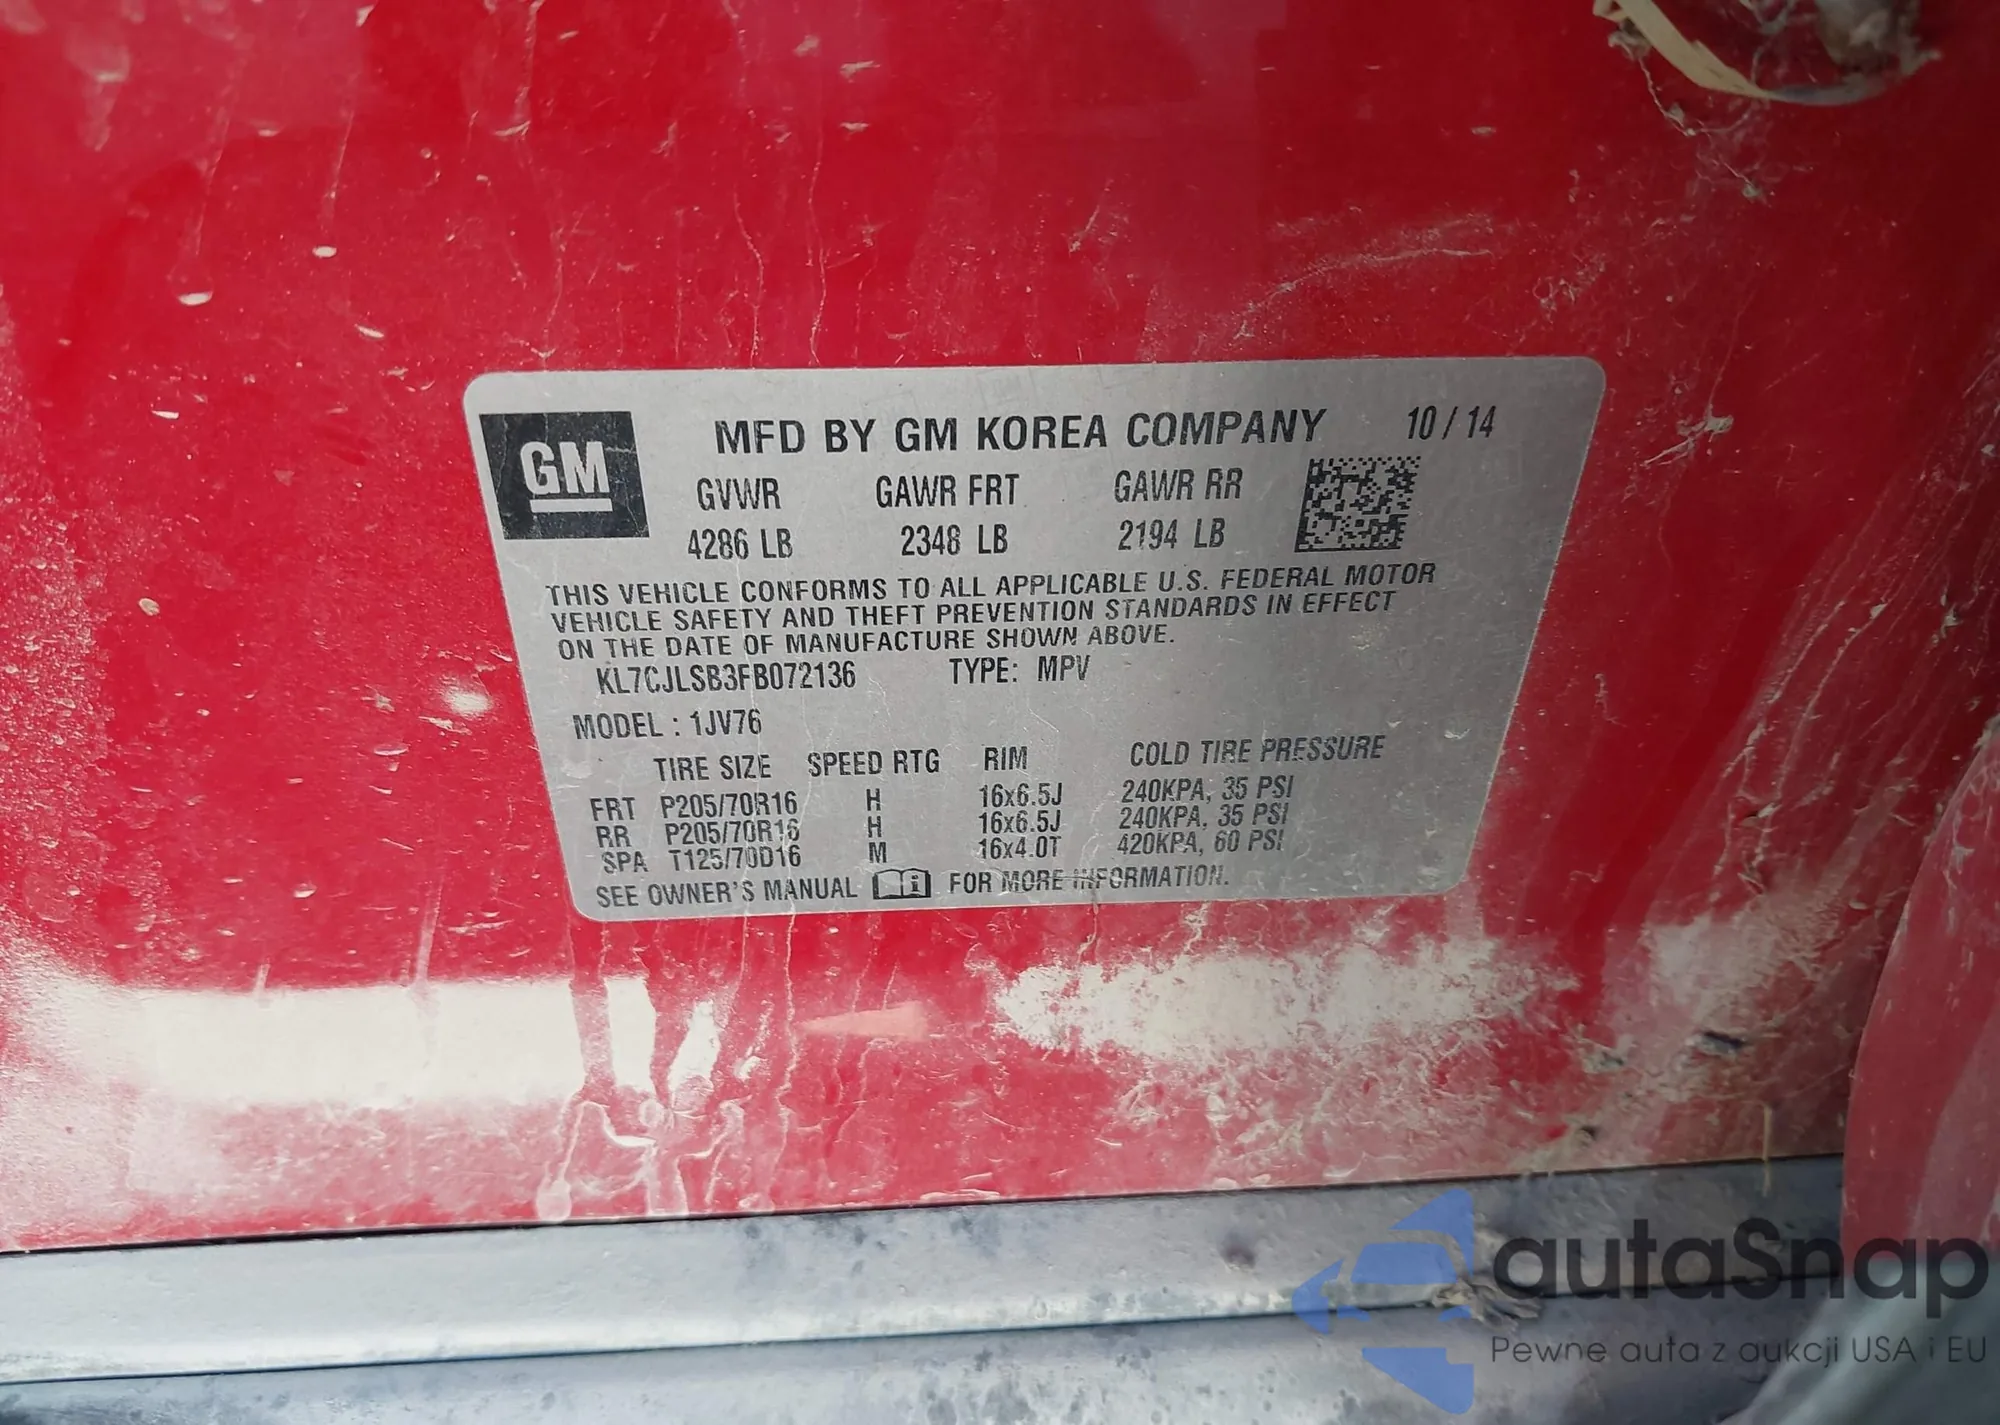 GM
MFD BY GM KOREA COMPANY 10 / 14
GVWR GAWR FRT GAWR RR
4286 LB 2348 LB 2194 LB
THIS VEHICLE CONFORMS TO ALL APPLICABLE U.S. FEDERAL MOTOR
VEHICLE SAFETY AND THEFT PREVENTION STANDARDS IN EFFECT
ON THE DATE OF MANUFACTURE SHOWN ABOVE.
KL7CJLSB3FB072136 TYPE: MPV
MODEL : 1JV76
TIRE SIZE SPEED RTG RIM COLD TIRE PRESSURE
FRT P205/70R16 H 16x6.5J 240KPA, 35 PSI
RR P205/70R16 H 16x6.5J 240KPA, 35 PSI
SPA T125/70D16 M 16x4.0T 420KPA, 60 PSI
SEE OWNER'S MANUAL i FOR MORE INFORMATION.
autaSnap
Pewne auta z aukcji USA i EU